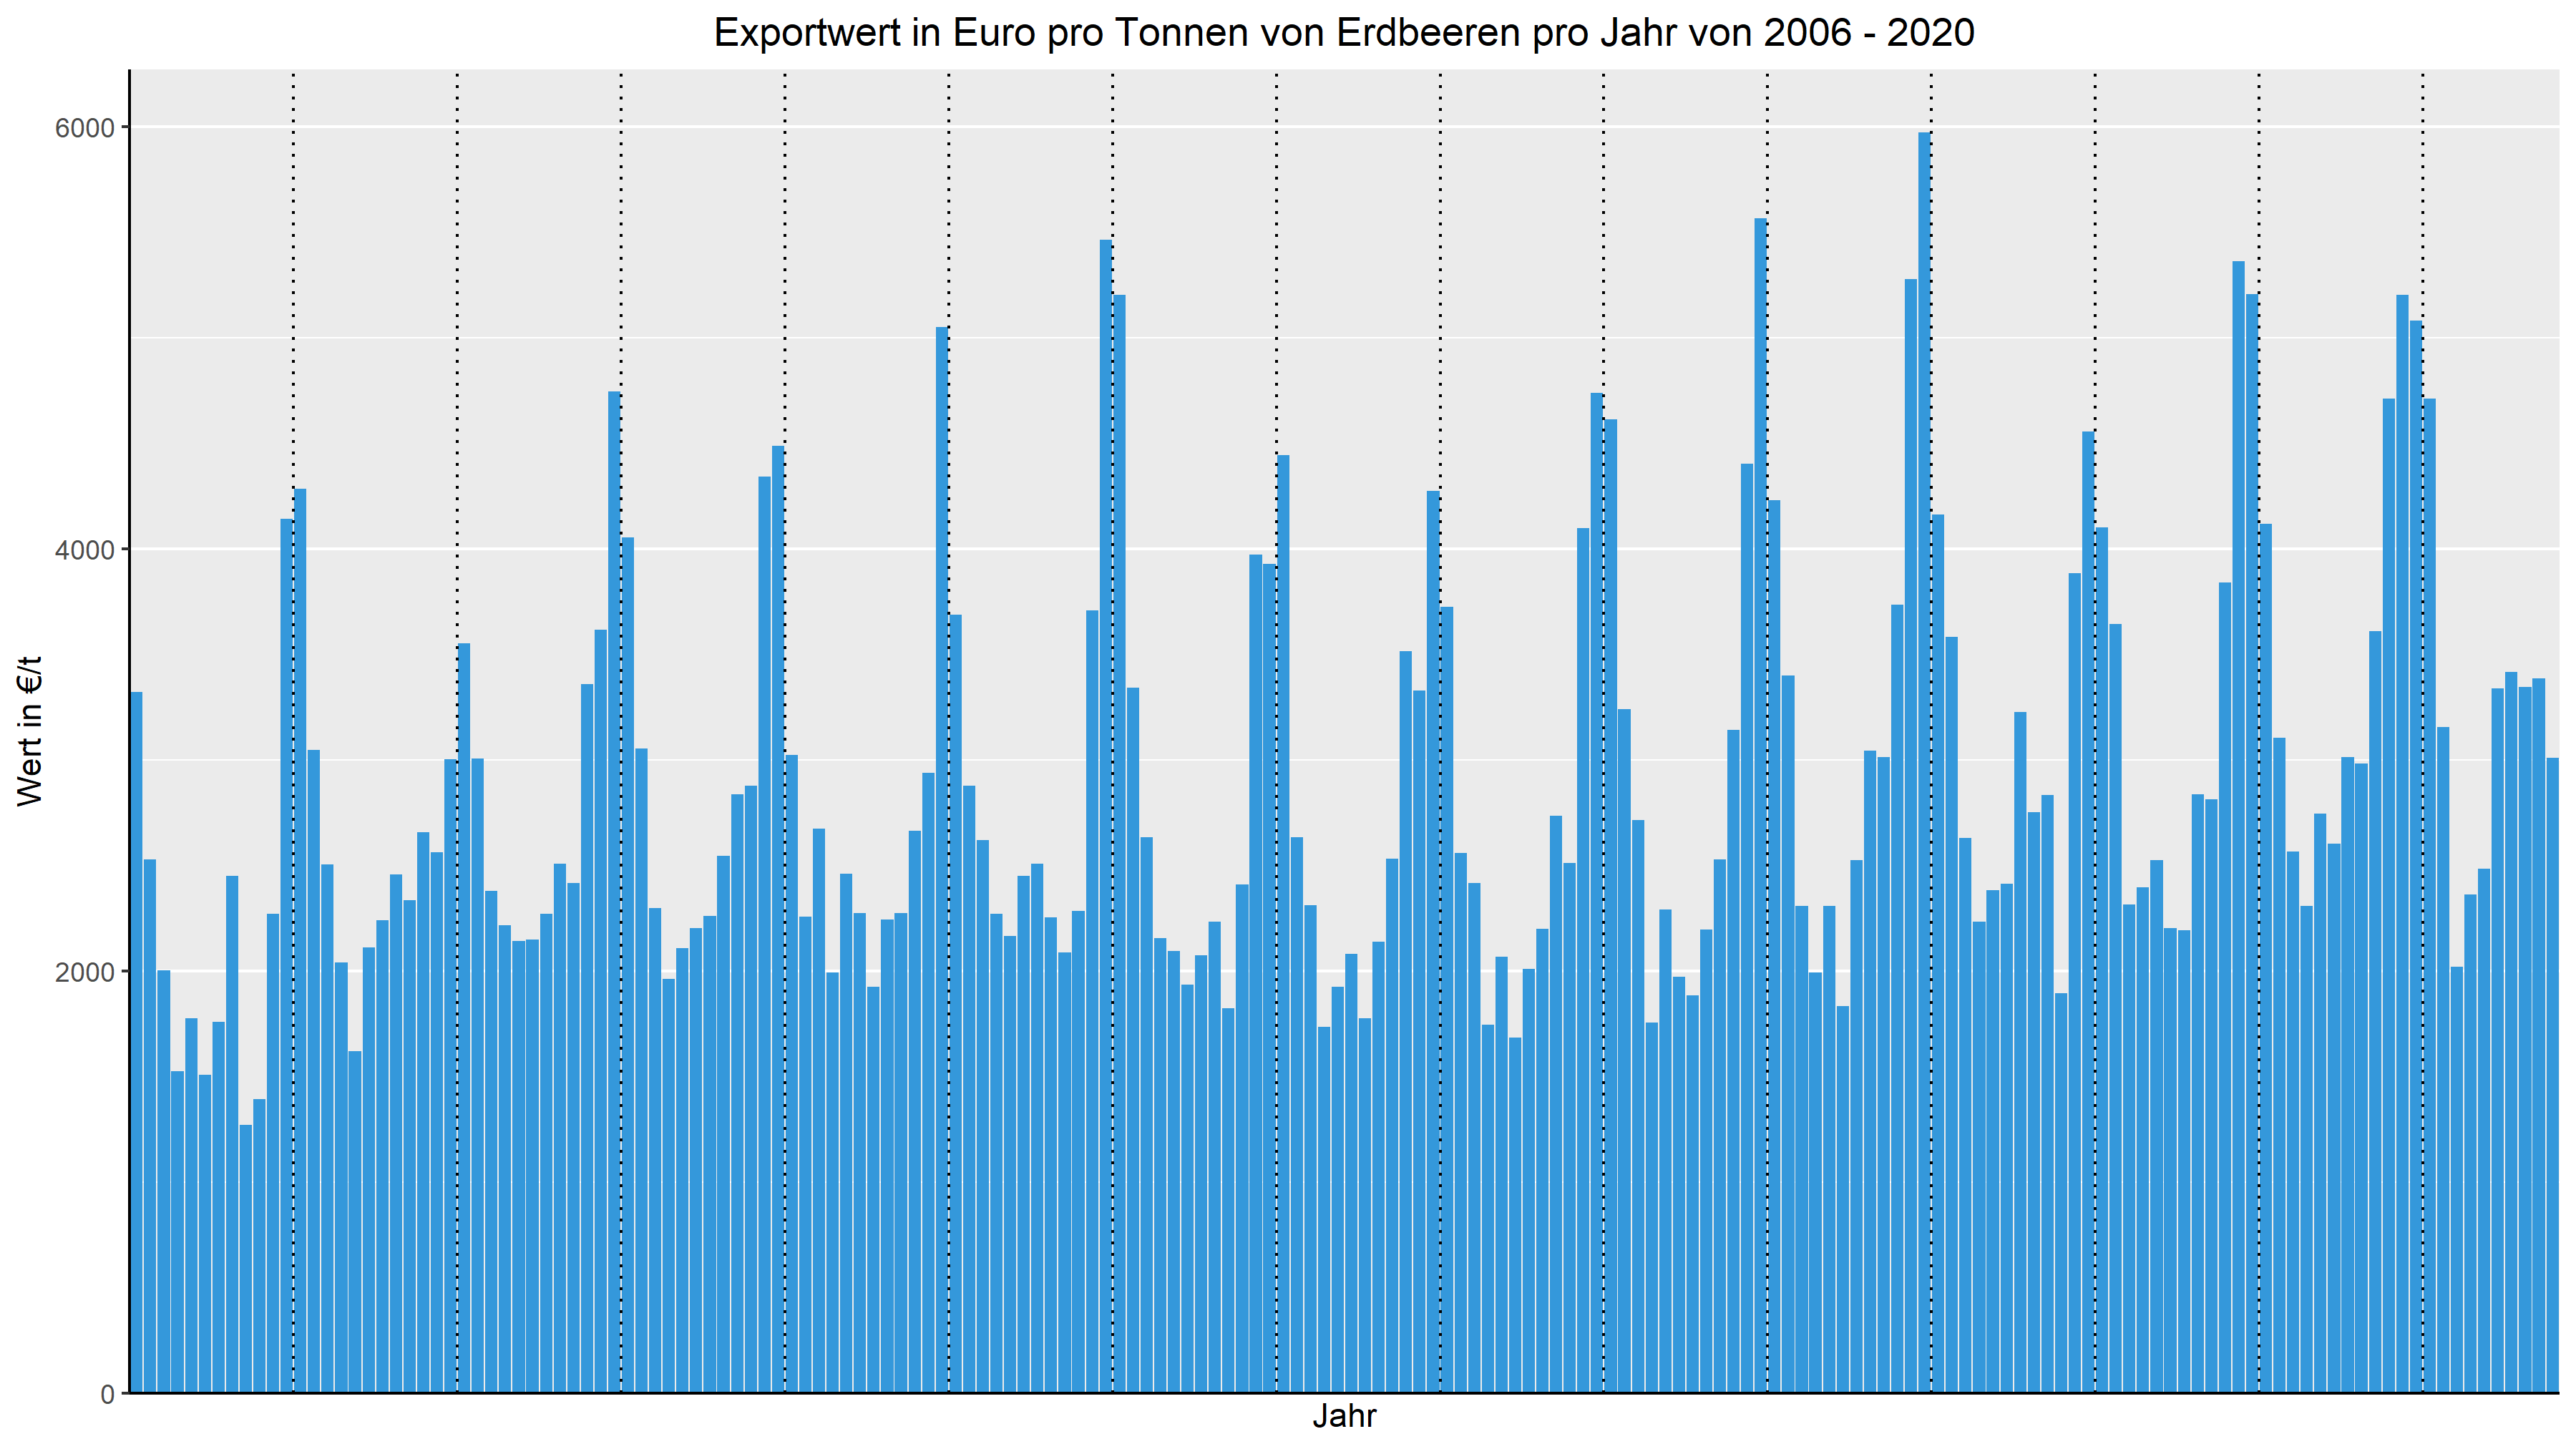 Exportwert in Euro pro Tonnen von Erdbeeren pro Jahr von 2006 - 2020
Wert in €/t
6000
4000
2000
0
Jahr